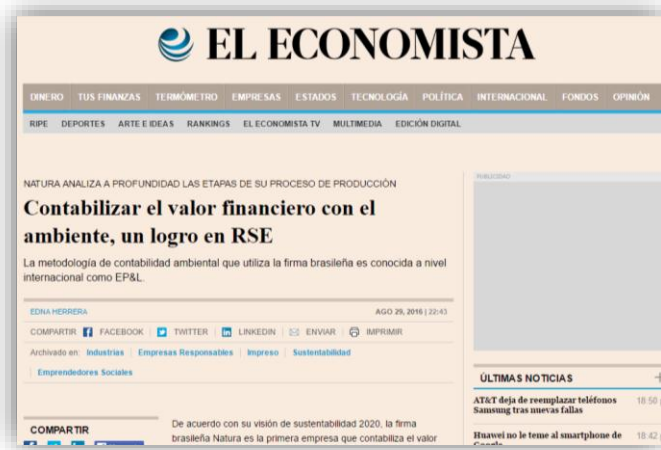 EL ECONOMISTA
DINERO TUS FINANZAS TERMÓMETRO EMPRESAS ESTADOS TECNOLOGÍA POLÍTICA INTERNACIONAL FONDOS OPINIÓN
RIPE DEPORTES ARTE E IDEAS RANKINGS EL ECONOMISTA TV MULTIMEDIA EDICIÓN DIGITAL
PUBLICIDAD
NATURA ANALIZA A PROFUNDIDAD LAS ETAPAS DE SU PROCESO DE PRODUCCIÓN
Contabilizar el valor financiero con el
ambiente, un logro en RSE
La metodología de contabilidad ambiental que utiliza la firma brasileña es conocida a nivel
internacional como EP&L.
EDNA HERRERA AGO 29, 2016 | 22:43
COMPARTIR FACEBOOK | TWITTER | LINKEDIN | ENVIAR | IMPRIMIR
Archivado en: Industrias | Empresas Responsables | Impreso | Sustentabilidad
| Emprendedores Sociales
COMPARTIR
De acuerdo con su visión de sustentabilidad 2020, la firma
brasileña Natura es la primera empresa que contabiliza el valor
ÚLTIMAS NOTICIAS
AT&T deja de reemplazar teléfonos 18:50
Samsung tras nuevas fallas
Huawei no le teme al smartphone de 18:42
Google